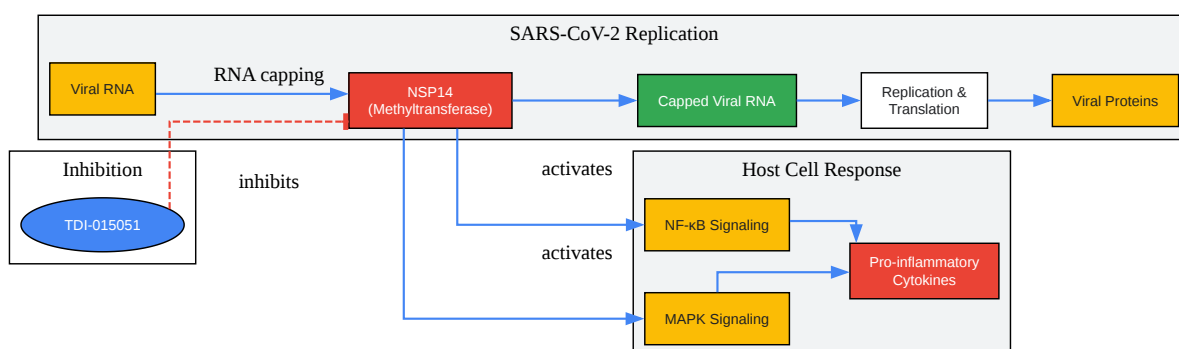 SARS-CoV-2 Replication
Viral RNA
RNA capping
NSP14
(Methyltransferase)
Capped Viral RNA
Replication &
Translation
Viral Proteins
Inhibition
TDI-015051
inhibits
activates
activates
Host Cell Response
NF-κB Signaling
MAPK Signaling
Pro-inflammatory
Cytokines